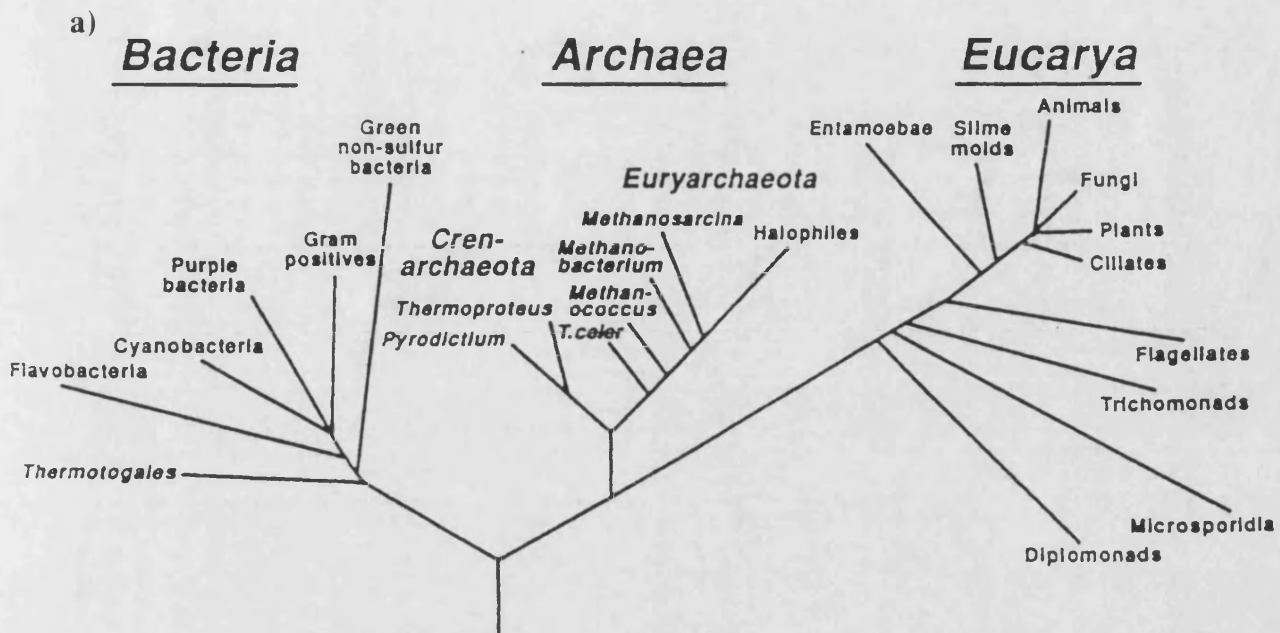 a)
Bacteria
Archaea
Eucarya
Green
non-sulfur
bacteria
Gram
positives
Purple
bacteria
Cyanobacteria
Flavobacteria
Thermotogales
Cren-
archaeota
Thermoproteus
Pyrodictium
Euryarchaeota
Methanosarcina
Methano-
bacterium
Methan-
ococcus
T.celer
Halophiles
Entamoebae
Slime
molds
Animals
Fungi
Plants
Ciliates
Flagellates
Trichomonads
Microsporidia
Diplomonads